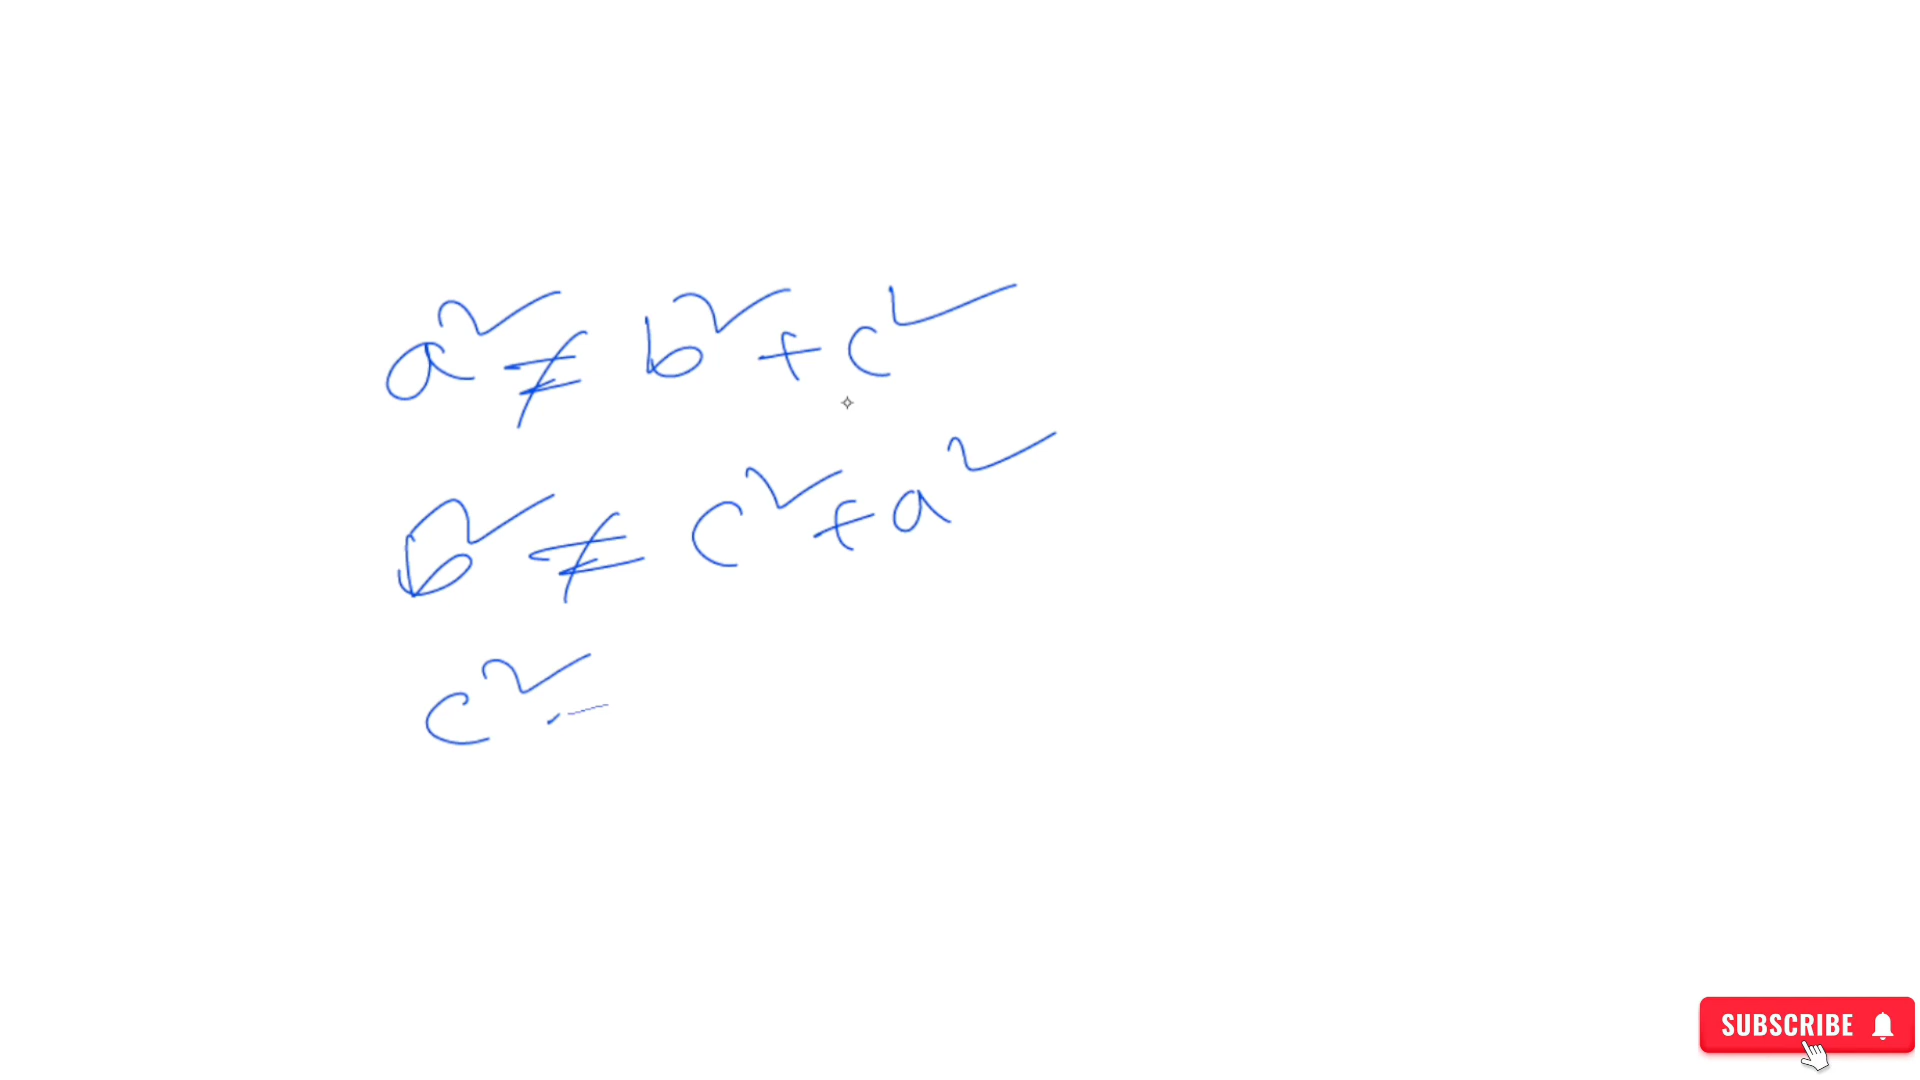 a² ≠ b² + c²
b² ≠ c² + a²
c²
SUBSCRIBE